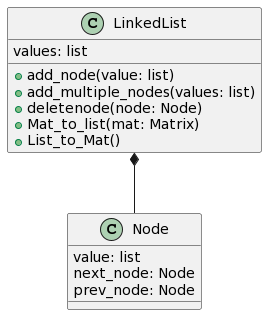 C LinkedList
values: list
add_node(value: list)
add_multiple_nodes(values: list)
deletenode(node: Node)
Mat_to_list(mat: Matrix)
List_to_Mat()
C Node
value: list
next_node: Node
prev_node: Node